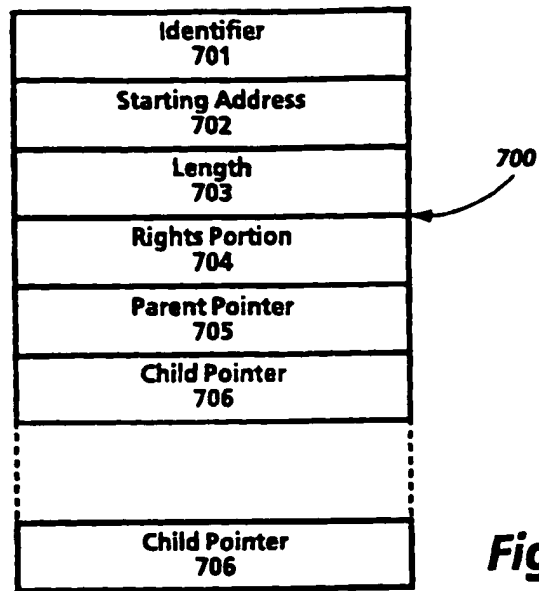 Identifier
701
Starting Address
702
Length
703
700
Rights Portion
704
Parent Pointer
705
Child Pointer
706
Child Pointer
706
Fig